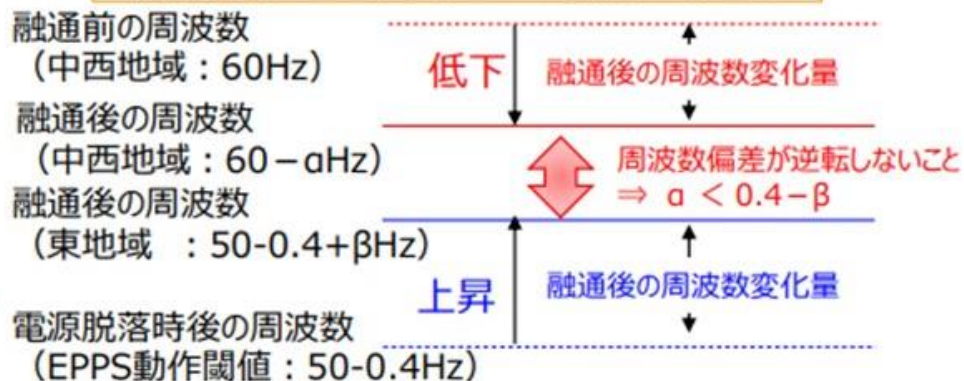 融通前の周波数
（中西地域：60Hz）
低下
融通後の周波数変化量
融通後の周波数
（中西地域：60－αHz）
周波数偏差が逆転しないこと
⇒ α < 0.4－β
融通後の周波数
（東地域　：50-0.4+βHz）
上昇
融通後の周波数変化量
電源脱落時後の周波数
（EPPS動作閾値：50-0.4Hz）